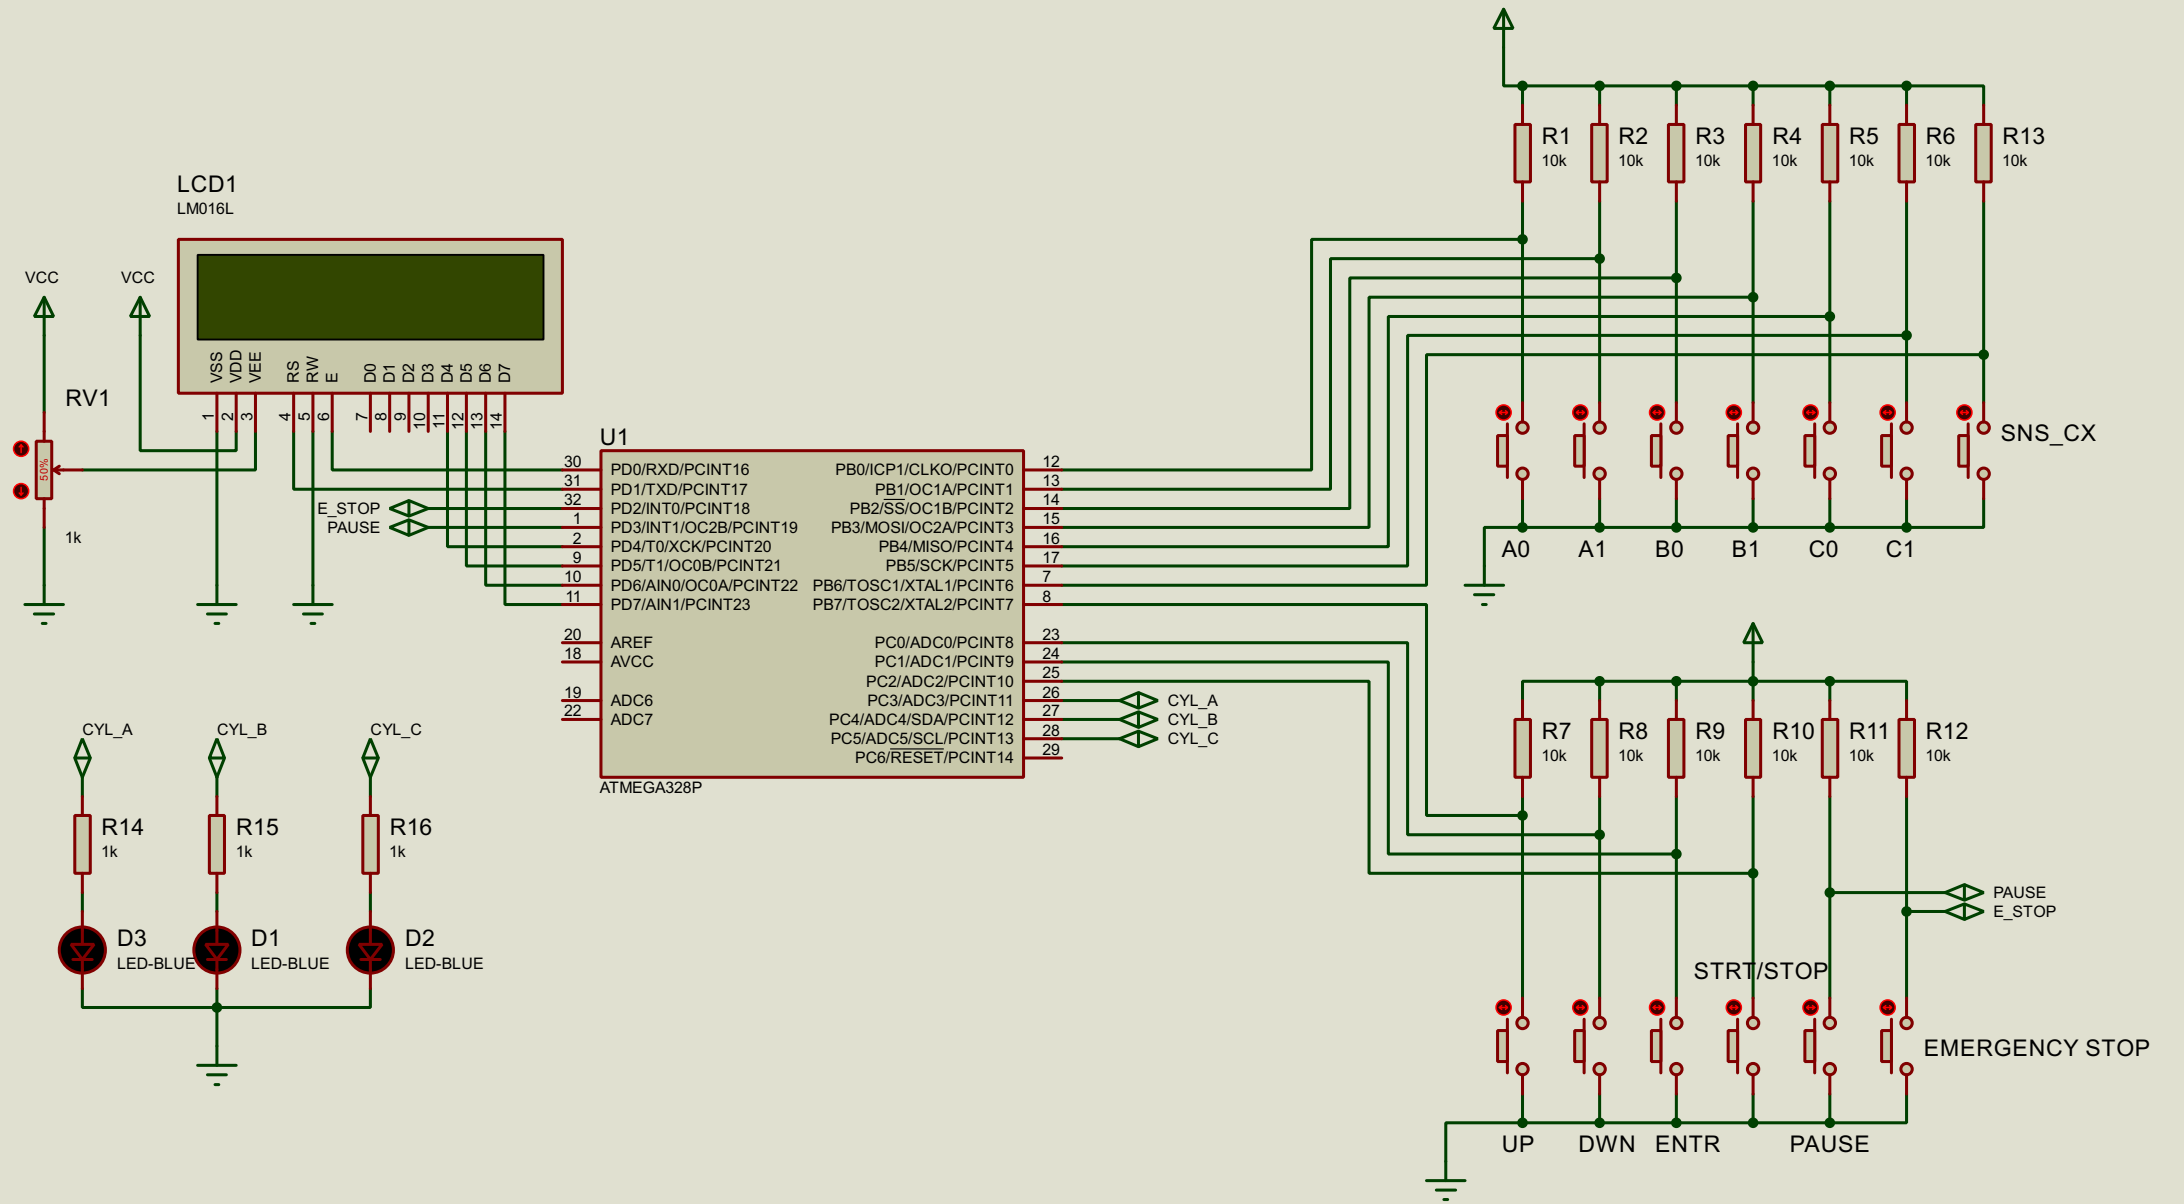 R1
10k
R2
10k
R3
10k
R4
10k
R5
10k
R6
10k
R13
10k
LCD1
LM016L
VCC
VCC
VSS
VDD
VEE
RS
RW
E
D0
D1
D2
D3
D4
D5
D6
D7
1
2
3
4
5
6
7
8
9
10
11
12
13
14
RV1
50%
1k
SNS_CX
A0
A1
B0
B1
C0
C1
U1
E_STOP
PAUSE
30 PD0/RXD/PCINT16
31 PD1/TXD/PCINT17
32 PD2/INT0/PCINT18
1 PD3/INT1/OC2B/PCINT19
2 PD4/T0/XCK/PCINT20
9 PD5/T1/OC0B/PCINT21
10 PD6/AIN0/OC0A/PCINT22
11 PD7/AIN1/PCINT23
20 AREF
18 AVCC
19 ADC6
22 ADC7
PB0/ICP1/CLKO/PCINT0 12
PB1/OC1A/PCINT1 13
PB2/SS/OC1B/PCINT2 14
PB3/MOSI/OC2A/PCINT3 15
PB4/MISO/PCINT4 16
PB5/SCK/PCINT5 17
PB6/TOSC1/XTAL1/PCINT6 7
PB7/TOSC2/XTAL2/PCINT7 8
PC0/ADC0/PCINT8 23
PC1/ADC1/PCINT9 24
PC2/ADC2/PCINT10 25
PC3/ADC3/PCINT11 26
PC4/ADC4/SDA/PCINT12 27
PC5/ADC5/SCL/PCINT13 28
PC6/RESET/PCINT14 29
ATMEGA328P
CYL_A
CYL_B
CYL_C
R7
10k
R8
10k
R9
10k
R10
10k
R11
10k
R12
10k
PAUSE
E_STOP
STRT/STOP
EMERGENCY STOP
UP
DWN
ENTR
PAUSE
CYL_A
CYL_B
CYL_C
R14
1k
R15
1k
R16
1k
D3
LED-BLUE
D1
LED-BLUE
D2
LED-BLUE